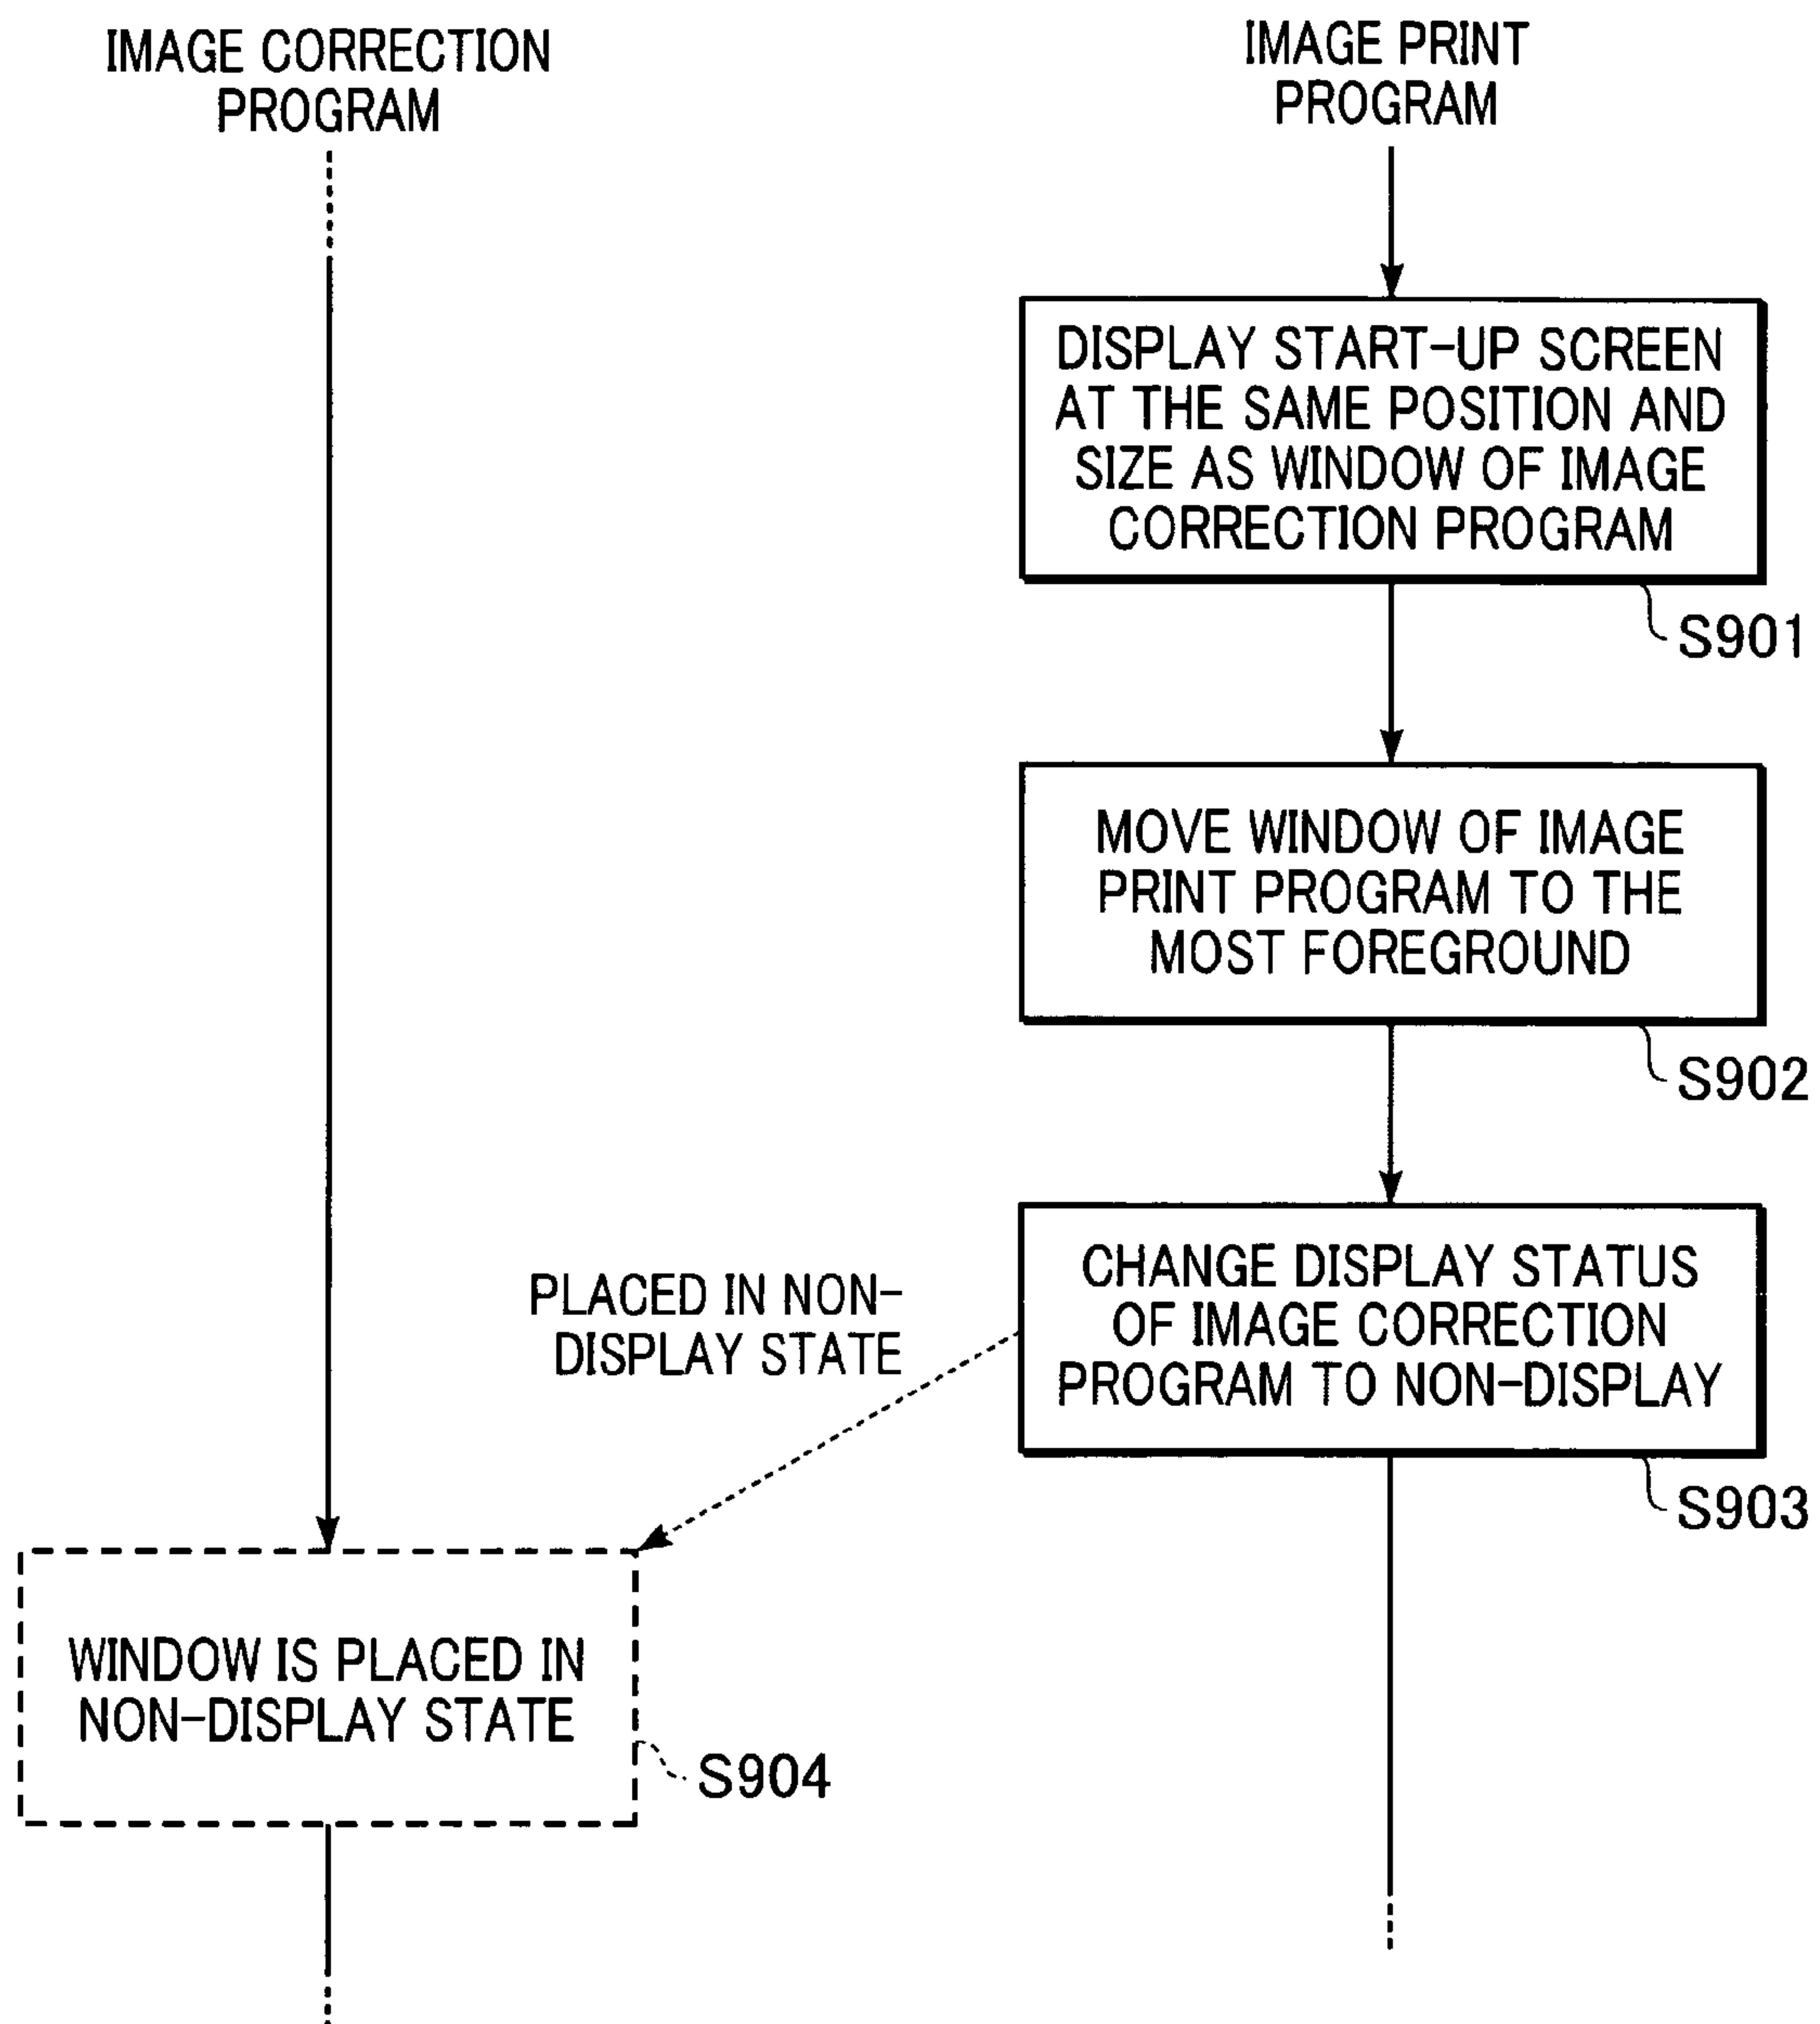 IMAGE CORRECTION
PROGRAM
IMAGE PRINT
PROGRAM
DISPLAY START-UP SCREEN
AT THE SAME POSITION AND
SIZE AS WINDOW OF IMAGE
CORRECTION PROGRAM
S901
MOVE WINDOW OF IMAGE
PRINT PROGRAM TO THE
MOST FOREGROUND
S902
CHANGE DISPLAY STATUS
OF IMAGE CORRECTION
PROGRAM TO NON-DISPLAY
S903
PLACED IN NON-
DISPLAY STATE
WINDOW IS PLACED IN
NON-DISPLAY STATE
S904